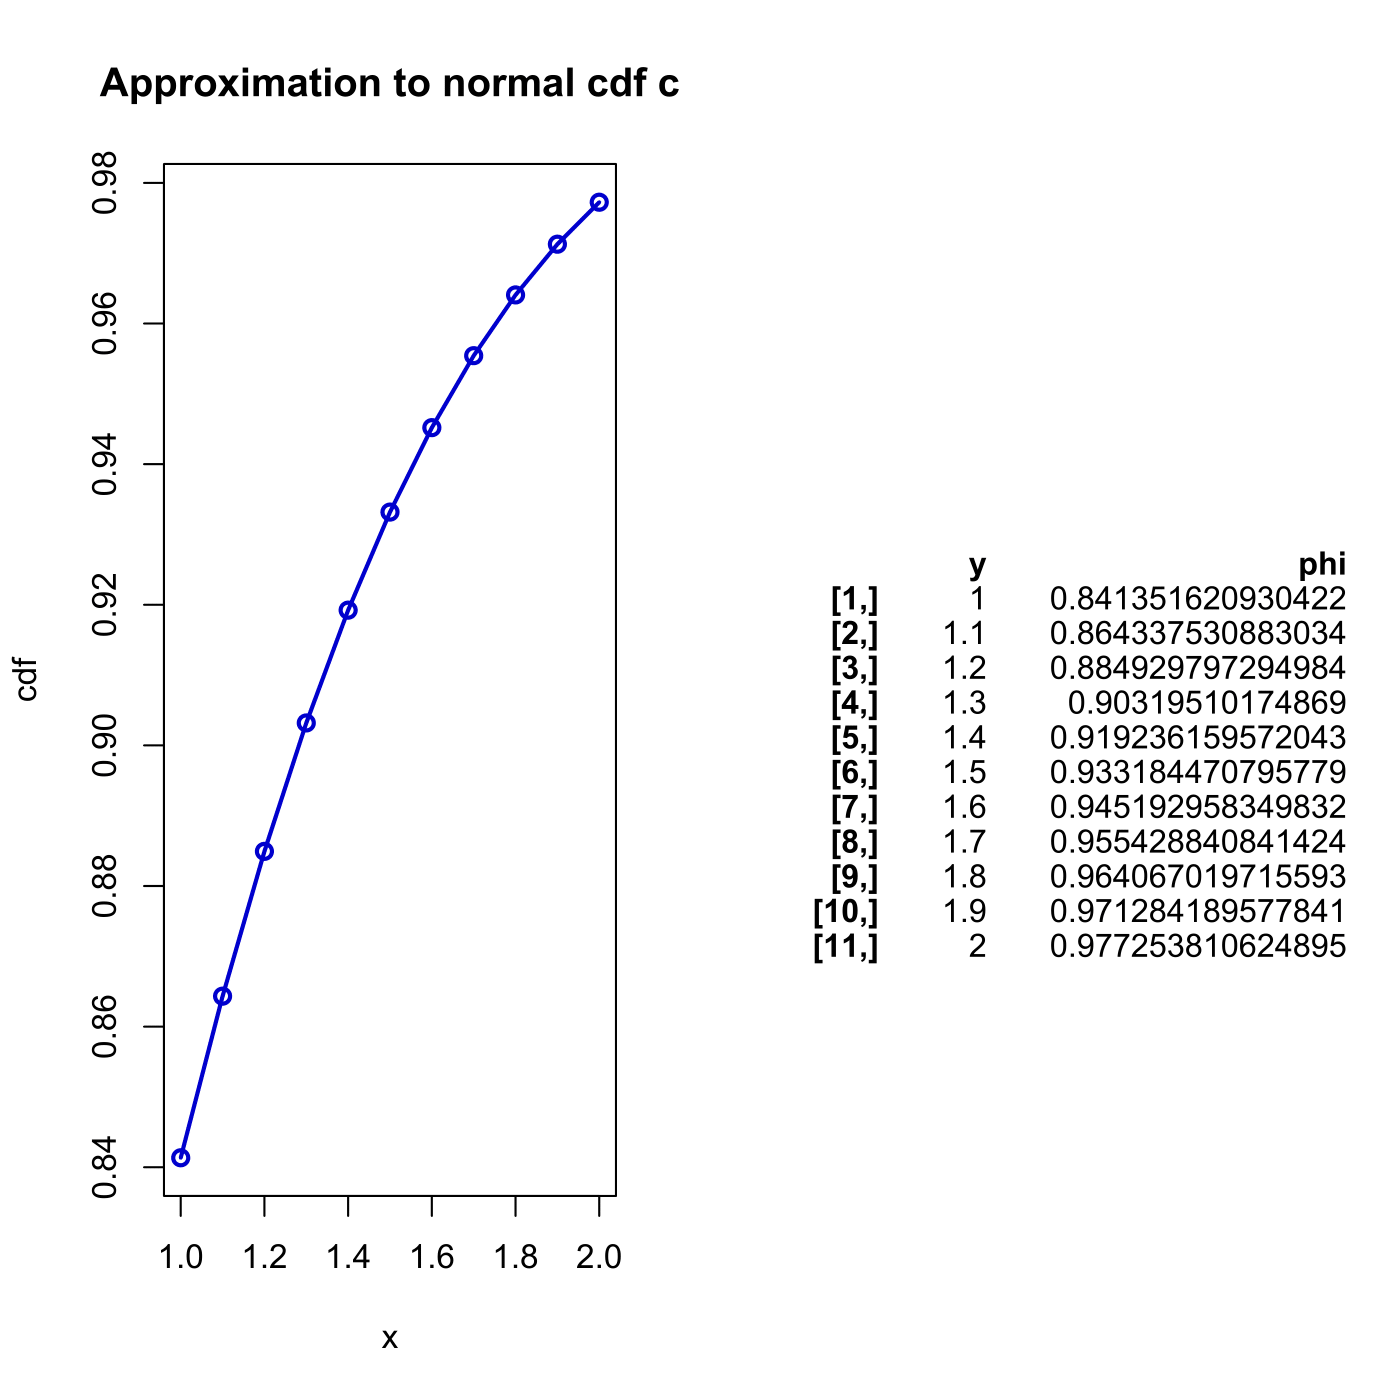 Approximation to normal cdf c
0.98
0.96
0.94
0.92
0.90
0.88
0.86
0.84
cdf
1.0 1.2 1.4 1.6 1.8 2.0
x
y phi
[1,] 1 0.841351620930422
[2,] 1.1 0.864337530883034
[3,] 1.2 0.884929797294984
[4,] 1.3 0.90319510174869
[5,] 1.4 0.919236159572043
[6,] 1.5 0.933184470795779
[7,] 1.6 0.945192958349832
[8,] 1.7 0.955428840841424
[9,] 1.8 0.964067019715593
[10,] 1.9 0.971284189577841
[11,] 2 0.977253810624895